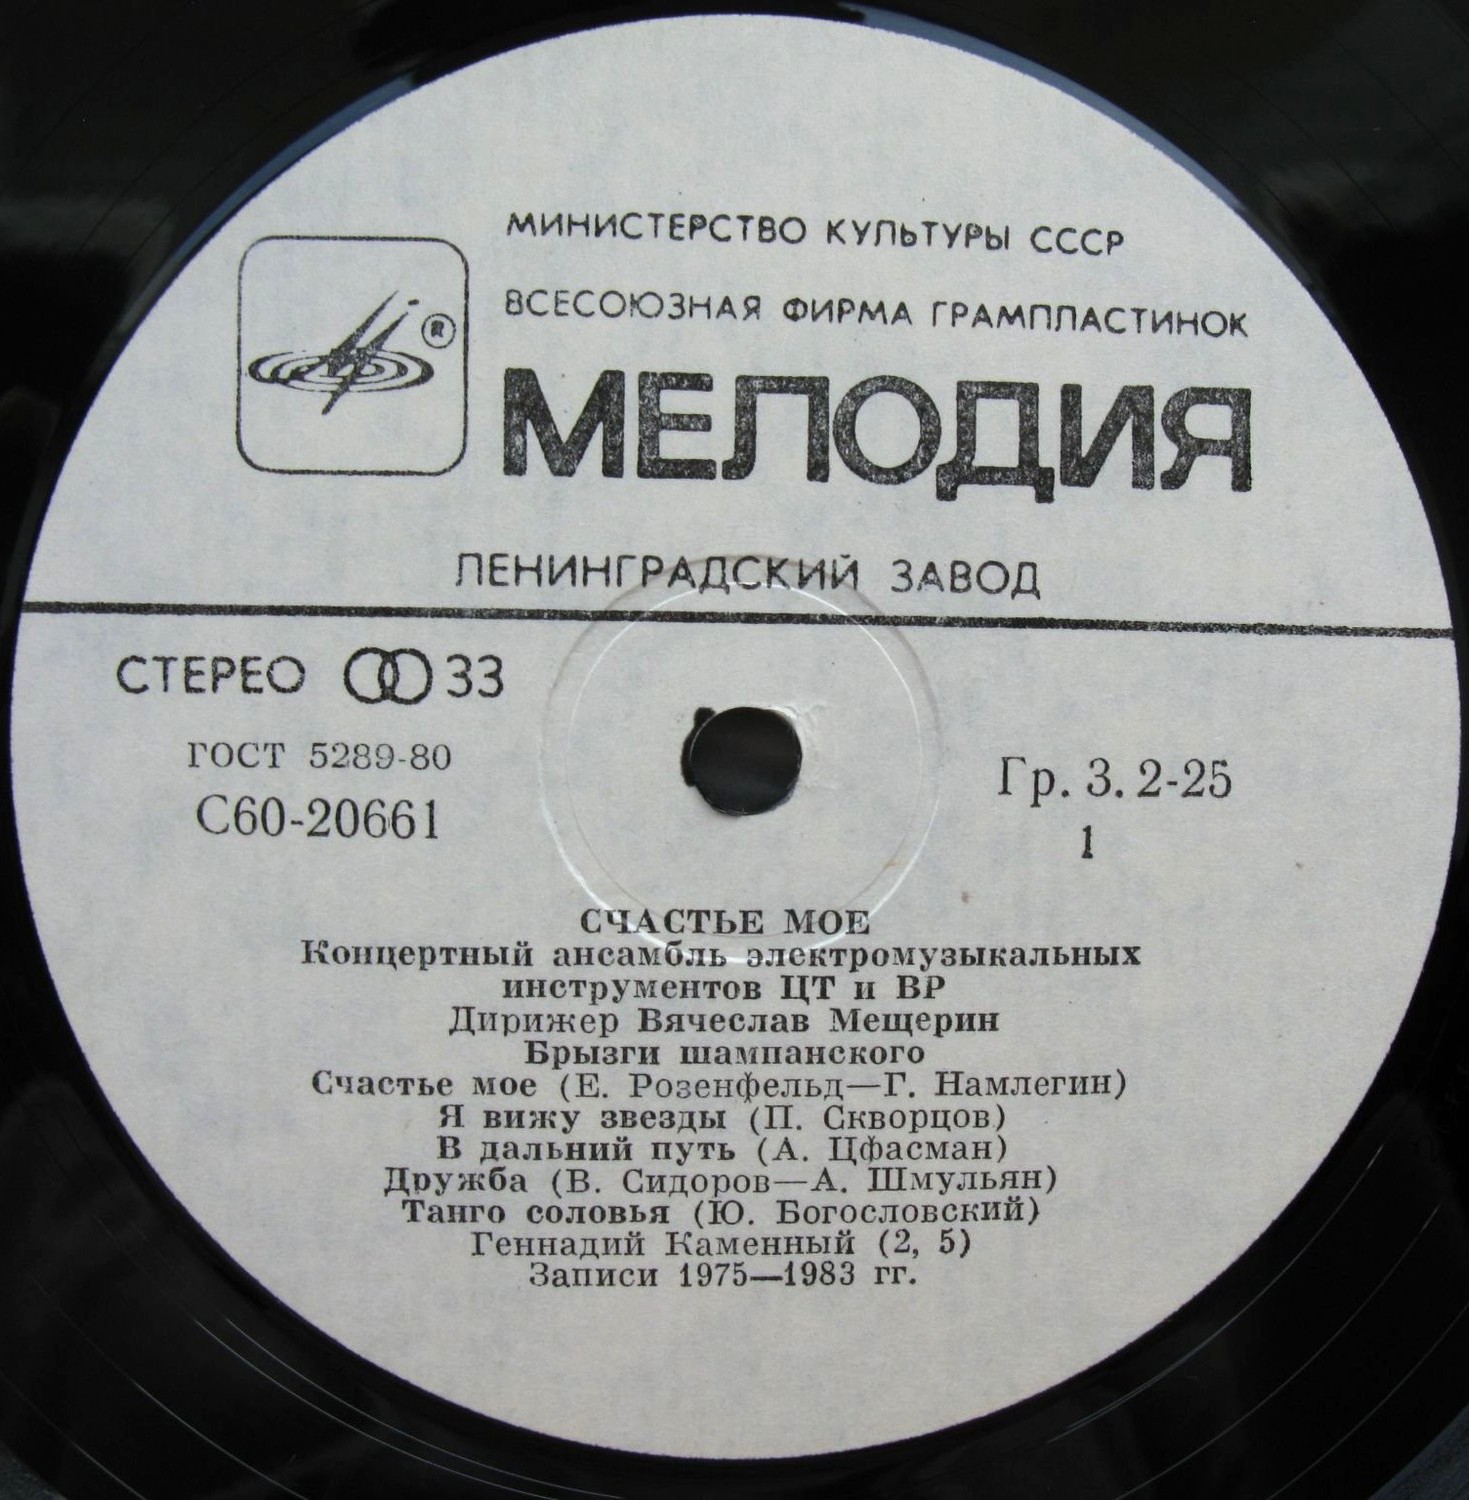 МИНИСТЕРСТВО КУЛЬТУРЫ СССР
ВСЕСОЮЗНАЯ ФИРМА ГРАМПЛАСТИНОК
®
МЕЛОДИЯ
ЛЕНИНГРАДСКИЙ ЗАВОД
СТЕРЕО 33
ГОСТ 5289-80
С60-20661
Гр. 3. 2-25
1
СЧАСТЬЕ МОЕ
Концертный ансамбль электромузыкальных
инструментов ЦТ и ВР
Дирижер Вячеслав Мещерин
Брызги шампанского
Счастье мое (Е. Розенфельд—Г. Намлегин)
Я вижу звезды (П. Скворцов)
В дальний путь (А. Цфасман)
Дружба (В. Сидоров—А. Шмульян)
Танго соловья (Ю. Богословский)
Геннадий Каменный (2, 5)
Записи 1975—1983 гг.